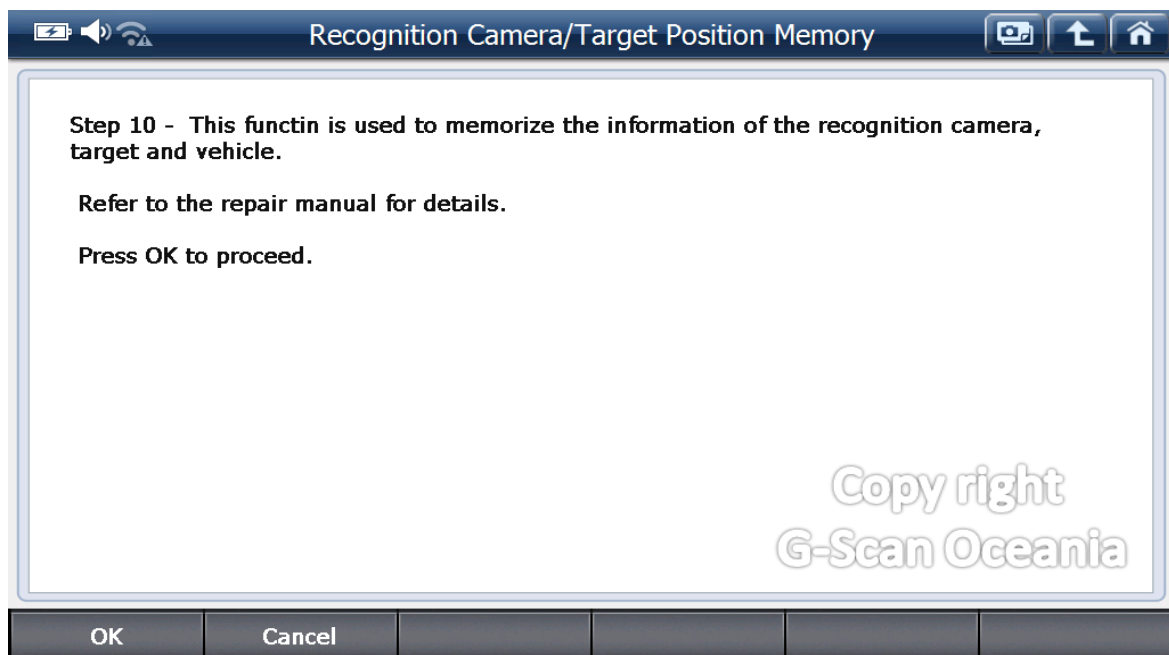 Recognition Camera/Target Position Memory
Step 10 - This functin is used to memorize the information of the recognition camera,
target and vehicle.
Refer to the repair manual for details.
Press OK to proceed.
Copy right
G-Scan Oceania
OK Cancel